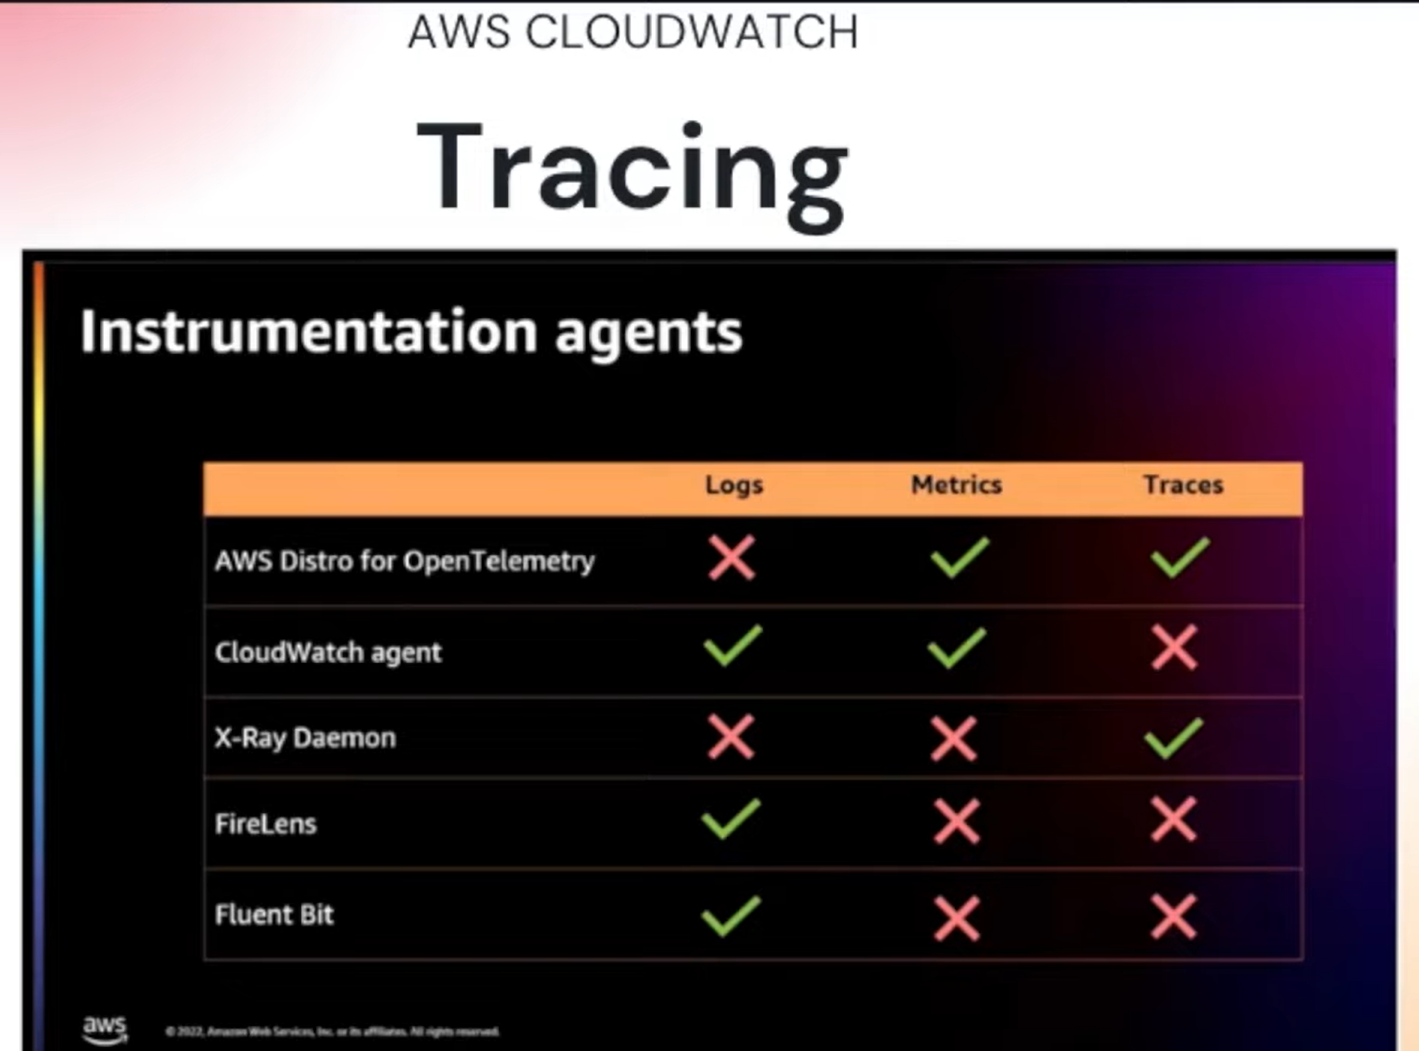 AWS CLOUDWATCH
Tracing
Instrumentation agents
Logs Metrics Traces
AWS Distro for OpenTelemetry
CloudWatch agent
X-Ray Daemon
FireLens
Fluent Bit
aws © 2022, Amazon Web Services, Inc. or its affiliates. All rights reserved.